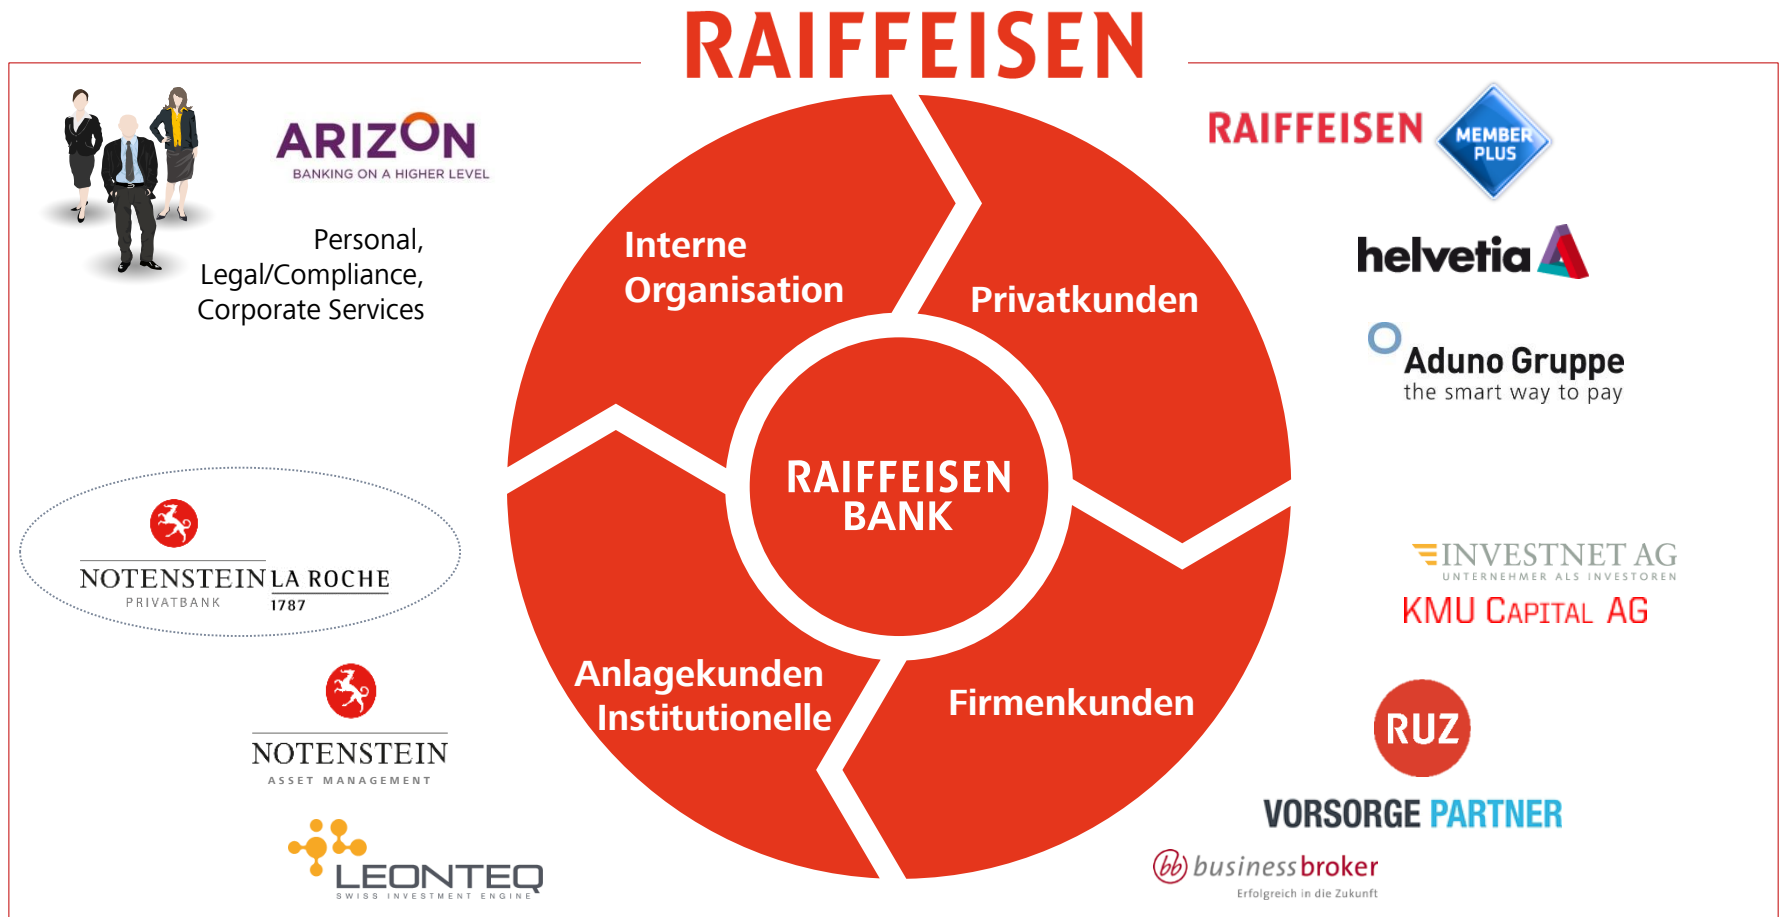 RAIFFEISEN
ARIZON
BANKING ON A HIGHER LEVEL
Personal,
Legal/Compliance,
Corporate Services
Interne
Organisation
Privatkunden
RAIFFEISEN
MEMBER
PLUS
helvetia
Aduno Gruppe
the smart way to pay
RAIFFEISEN
BANK
NOTENSTEIN LA ROCHE
PRIVATBANK
1787
NOTENSTEIN
ASSET MANAGEMENT
LEONTEQ
SWISS INVESTMENT ENGINE
Anlagekunden
Institutionelle
Firmenkunden
INVESTNET AG
UNTERNEHMER ALS INVESTOREN
KMU CAPITAL AG
RUZ
VORSORGE PARTNER
bb businessbroker
Erfolgreich in die Zukunft